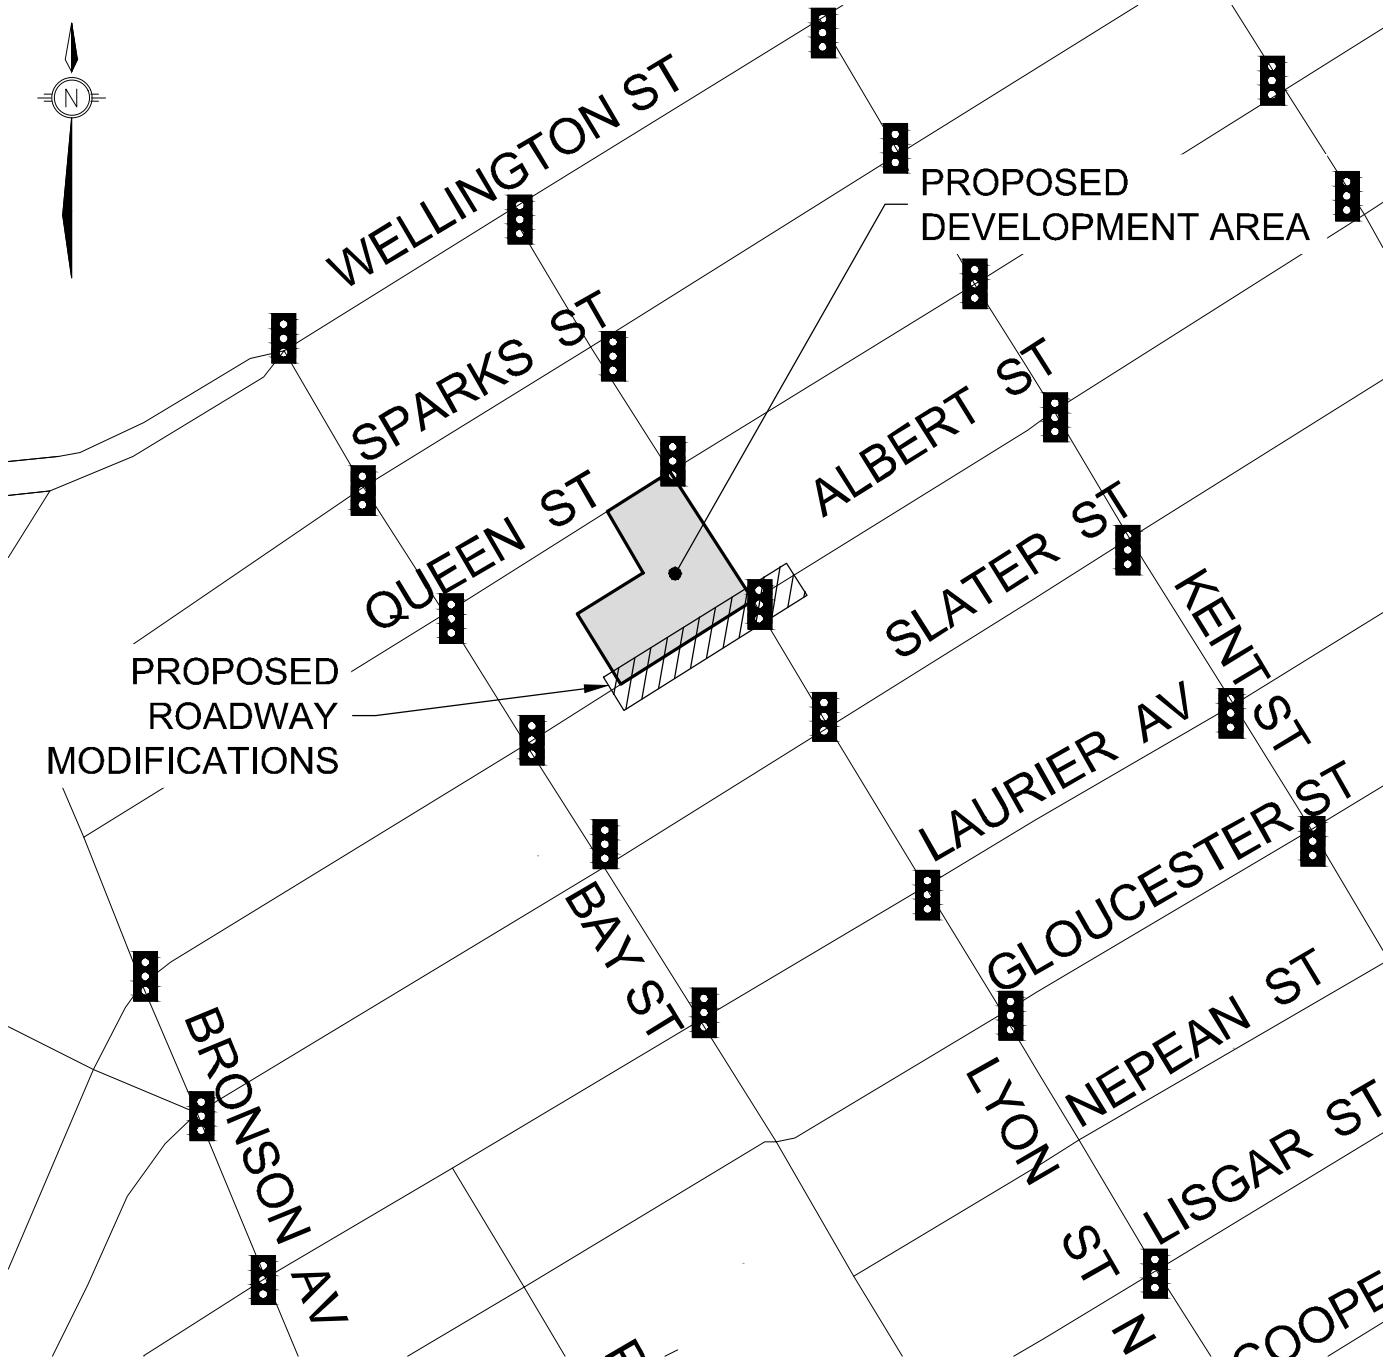 N
WELLINGTON ST
PROPOSED
DEVELOPMENT AREA
SPARKS ST
ALBERT ST
QUEEN ST
SLATER ST
KENT ST
PROPOSED
ROADWAY
MODIFICATIONS
LAURIER AV
GLOUCESTER ST
BAY ST
NEPEAN ST
BRONSON AV
LYON ST N
LISGAR ST
COOPE